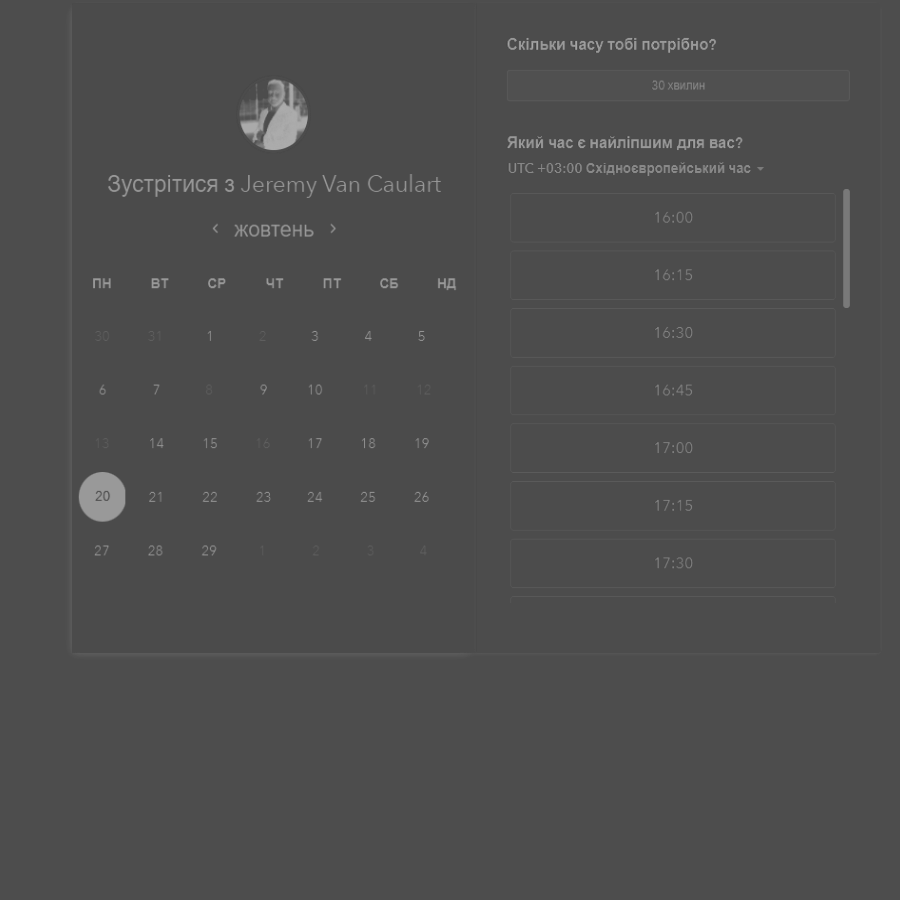 Зустрітися з Jeremy Van Caulart
жовтень
ПН ВТ СР ЧТ ПТ СБ НД
30 31 1 2 3 4 5
6 7 8 9 10 11 12
13 14 15 16 17 18 19
20 21 22 23 24 25 26
27 28 29 1 2 3 4
Скільки часу тобі потрібно?
30 хвилин
Який час є найліпшим для вас?
UTC +03:00 Східноєвропейський час
16:00
16:15
16:30
16:45
17:00
17:15
17:30